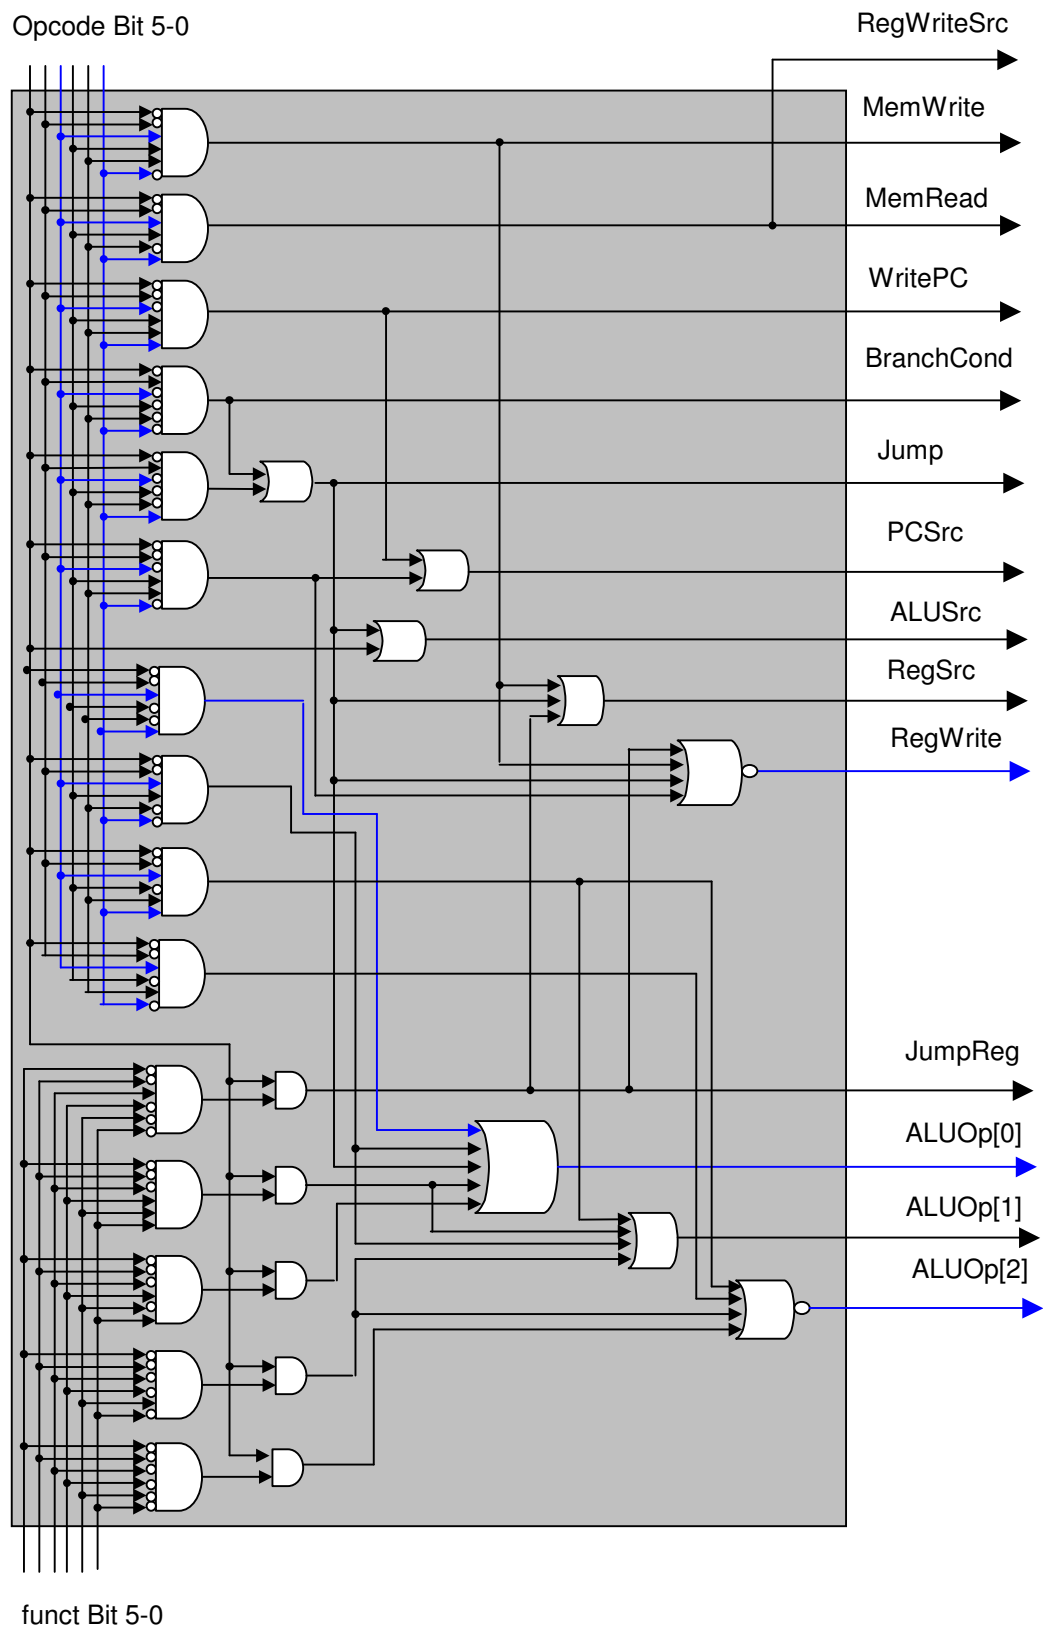 Opcode Bit 5-0
RegWriteSrc
MemWrite
MemRead
WritePC
BranchCond
Jump
PCSrc
ALUSrc
RegSrc
RegWrite
JumpReg
ALUOp[0]
ALUOp[1]
ALUOp[2]
funct Bit 5-0